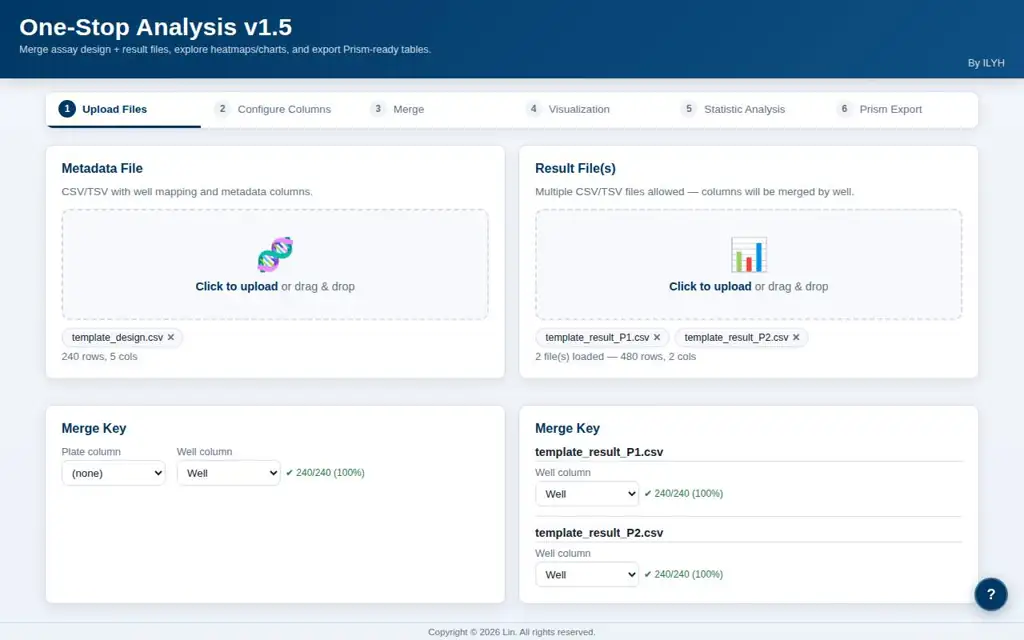 One-Stop Analysis v1.5
Merge assay design + result files, explore heatmaps/charts, and export Prism-ready tables.
By ILYH
1 Upload Files
2 Configure Columns
3 Merge
4 Visualization
5 Statistic Analysis
6 Prism Export
Metadata File
CSV/TSV with well mapping and metadata columns.
Click to upload or drag & drop
template_design.csv ✕
240 rows, 5 cols
Result File(s)
Multiple CSV/TSV files allowed — columns will be merged by well.
Click to upload or drag & drop
template_result_P1.csv ✕ template_result_P2.csv ✕
2 file(s) loaded — 480 rows, 2 cols
Merge Key
Plate column Well column
(none) Well ✔ 240/240 (100%)
Merge Key
template_result_P1.csv
Well column
Well ✔ 240/240 (100%)
template_result_P2.csv
Well column
Well ✔ 240/240 (100%)
?
Copyright © 2026 Lin. All rights reserved.